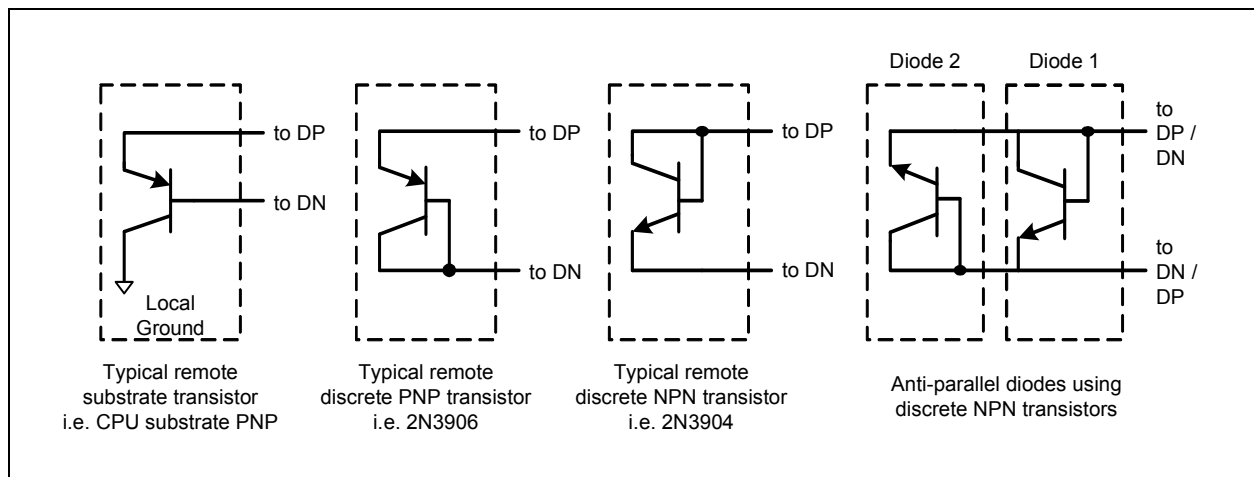 Diode 2
Diode 1
to DP
to DN
Local
Ground
to DP
to DN
to DP
to DN
to
DP /
DN
to
DN /
DP
Typical remote
substrate transistor
i.e. CPU substrate PNP
Typical remote
discrete PNP transistor
i.e. 2N3906
Typical remote
discrete NPN transistor
i.e. 2N3904
Anti-parallel diodes using
discrete NPN transistors